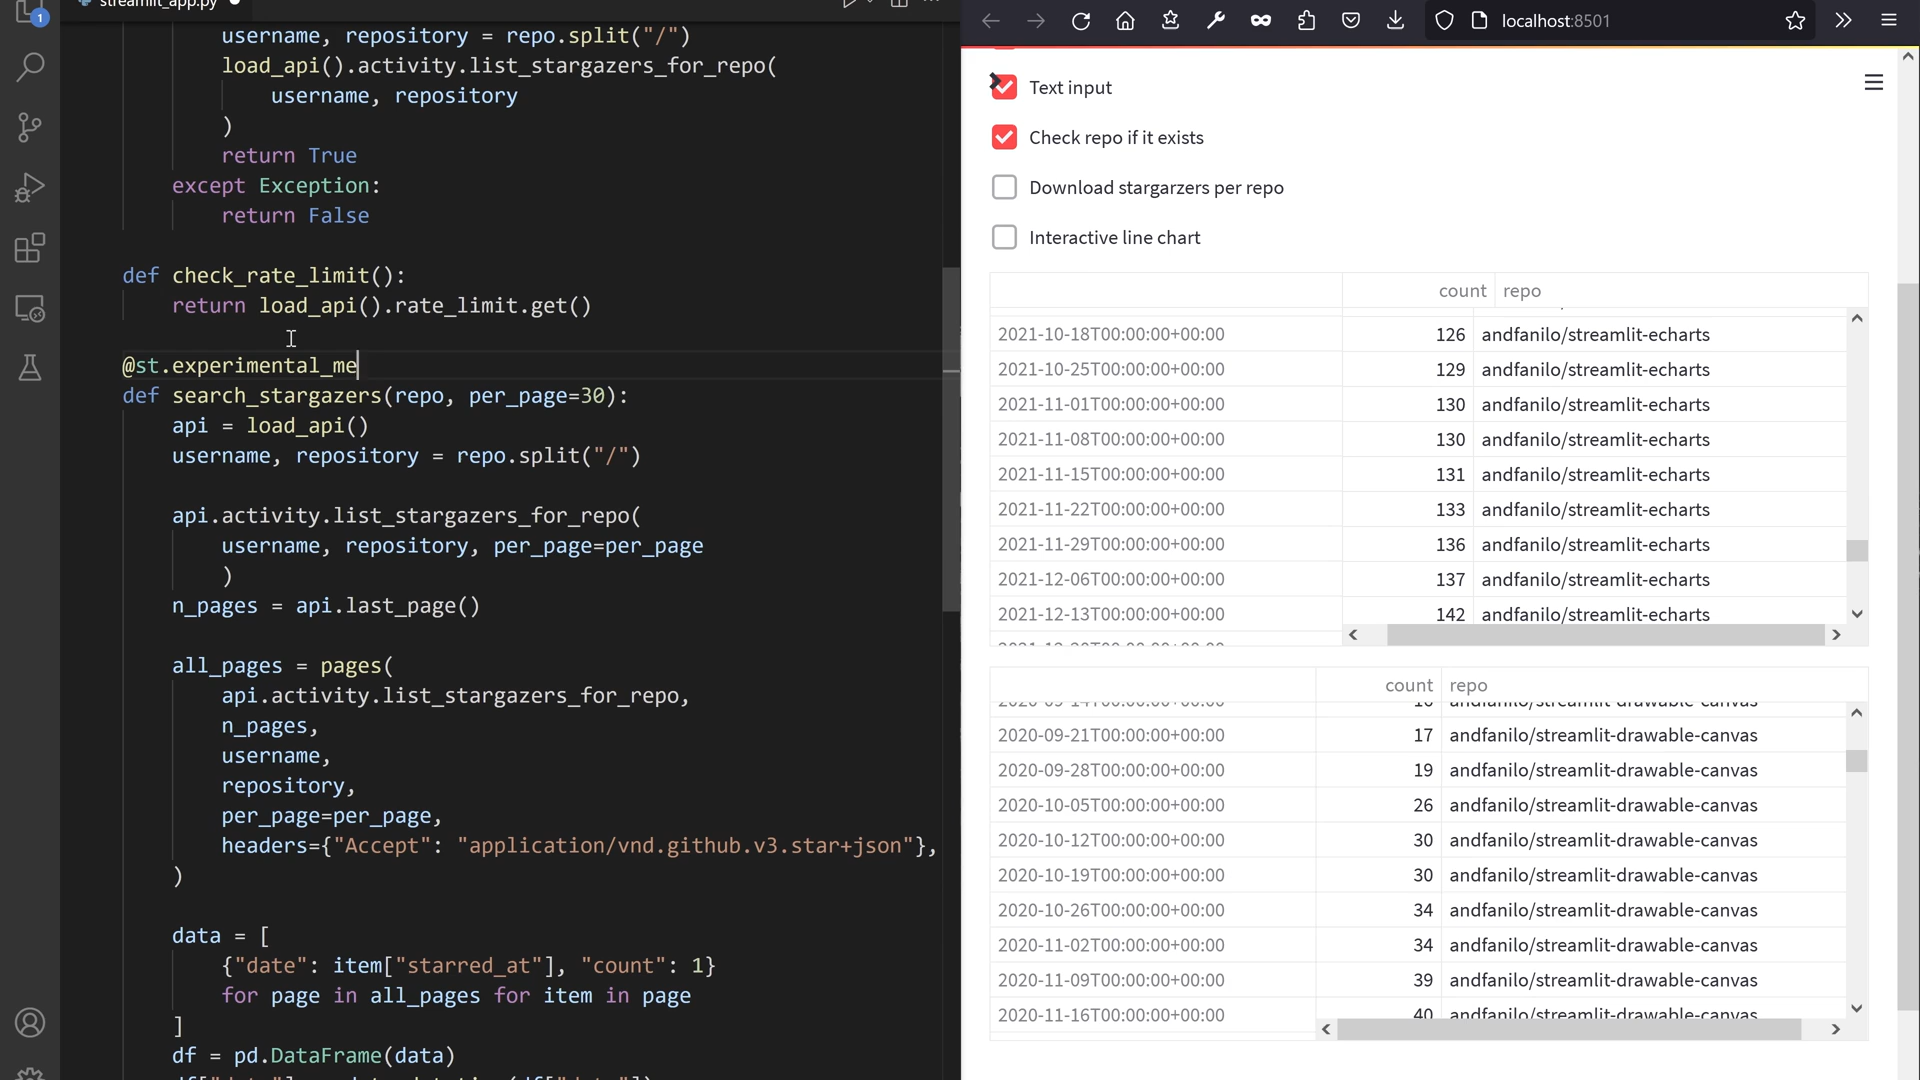 streamlit_app.py
1
username, repository = repo.split("/")
load_api().activity.list_stargazers_for_repo(
username, repository
)
return True
except Exception:
return False
def check_rate_limit():
return load_api().rate_limit.get()
@st.experimental_me
def search_stargazers(repo, per_page=30):
api = load_api()
username, repository = repo.split("/")
api.activity.list_stargazers_for_repo(
username, repository, per_page=per_page
)
n_pages = api.last_page()
all_pages = pages(
api.activity.list_stargazers_for_repo,
n_pages,
username,
repository,
per_page=per_page,
headers={"Accept": "application/vnd.github.v3.star+json"},
)
data = [
{"date": item["starred_at"], "count": 1}
for page in all_pages for item in page
]
df = pd.DataFrame(data)
localhost:8501
Text input
Check repo if it exists
Download stargarzers per repo
Interactive line chart
count repo
2021-10-18T00:00:00+00:00 126 andfanilo/streamlit-echarts
2021-10-25T00:00:00+00:00 129 andfanilo/streamlit-echarts
2021-11-01T00:00:00+00:00 130 andfanilo/streamlit-echarts
2021-11-08T00:00:00+00:00 130 andfanilo/streamlit-echarts
2021-11-15T00:00:00+00:00 131 andfanilo/streamlit-echarts
2021-11-22T00:00:00+00:00 133 andfanilo/streamlit-echarts
2021-11-29T00:00:00+00:00 136 andfanilo/streamlit-echarts
2021-12-06T00:00:00+00:00 137 andfanilo/streamlit-echarts
2021-12-13T00:00:00+00:00 142 andfanilo/streamlit-echarts
count repo
2020-09-21T00:00:00+00:00 17 andfanilo/streamlit-drawable-canvas
2020-09-28T00:00:00+00:00 19 andfanilo/streamlit-drawable-canvas
2020-10-05T00:00:00+00:00 26 andfanilo/streamlit-drawable-canvas
2020-10-12T00:00:00+00:00 30 andfanilo/streamlit-drawable-canvas
2020-10-19T00:00:00+00:00 30 andfanilo/streamlit-drawable-canvas
2020-10-26T00:00:00+00:00 34 andfanilo/streamlit-drawable-canvas
2020-11-02T00:00:00+00:00 34 andfanilo/streamlit-drawable-canvas
2020-11-09T00:00:00+00:00 39 andfanilo/streamlit-drawable-canvas
2020-11-16T00:00:00+00:00 40 andfanilo/streamlit-drawable-canvas